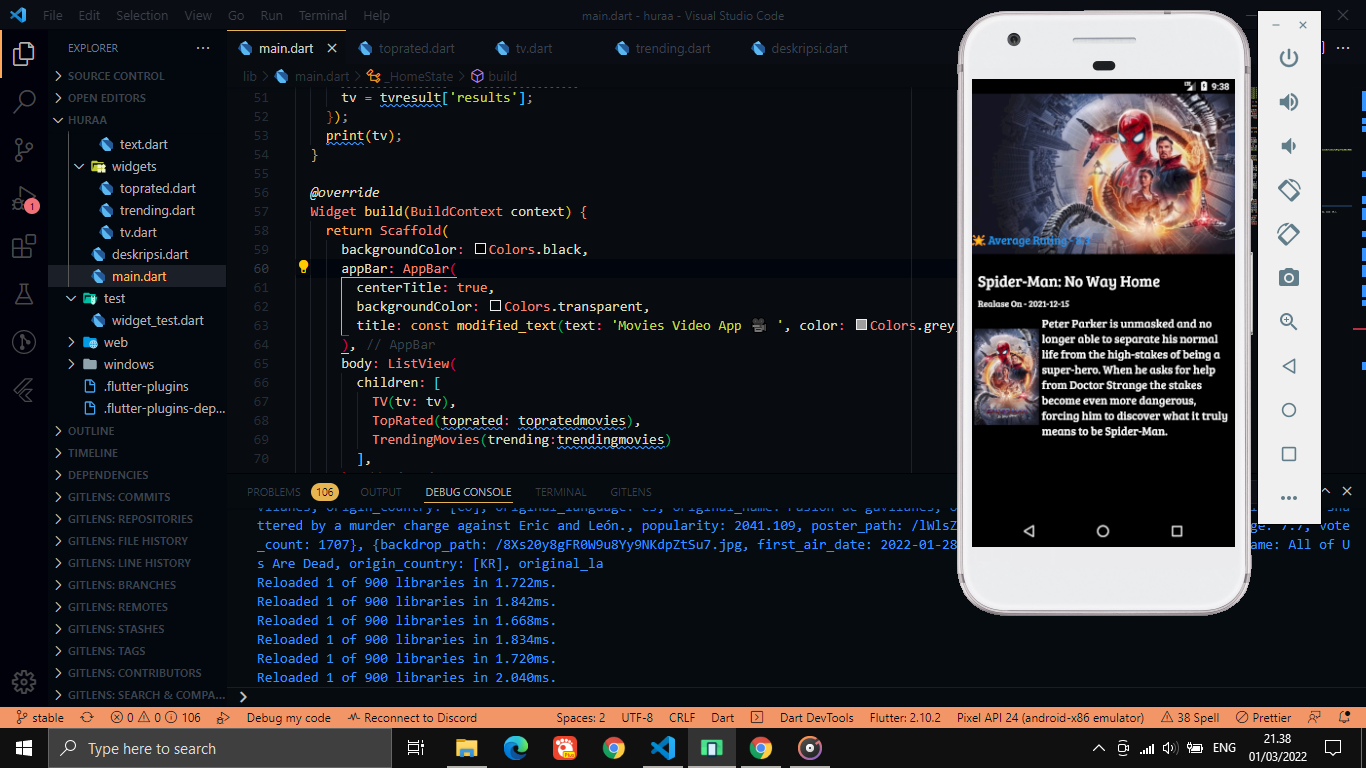 File Edit Selection View Go Run Terminal Help
main.dart - huraa - Visual Studio Code
EXPLORER
SOURCE CONTROL
OPEN EDITORS
HURAA
text.dart
widgets
toprated.dart
trending.dart
tv.dart
deskripsi.dart
main.dart
test
widget_test.dart
web
windows
.flutter-plugins
.flutter-plugins-dep...
OUTLINE
TIMELINE
DEPENDENCIES
GITLENS: COMMITS
GITLENS: REPOSITORIES
GITLENS: FILE HISTORY
GITLENS: LINE HISTORY
GITLENS: BRANCHES
GITLENS: REMOTES
GITLENS: STASHES
GITLENS: TAGS
GITLENS: CONTRIBUTORS
GITLENS: SEARCH & COMPA...
1
main.dart toprated.dart tv.dart trending.dart deskripsi.dart
lib > main.dart > _HomeState > build
51 tv = tvresult['results'];
52 });
53 print(tv);
54 }
55
56 @override
57 Widget build(BuildContext context) {
58 return Scaffold(
59 backgroundColor: Colors.black,
60 appBar: AppBar(
61 centerTitle: true,
62 backgroundColor: Colors.transparent,
63 title: const modified_text(text: 'Movies Video App 🎥 ', color: Colors.grey,
64 ), // AppBar
65 body: ListView(
66 children: [
67 TV(tv: tv),
68 TopRated(toprated: topratedmovies),
69 TrendingMovies(trending:trendingmovies)
70 ],
PROBLEMS 106 OUTPUT DEBUG CONSOLE TERMINAL GITLENS
ttered by a murder charge against Eric and León., popularity: 2041.109, poster_path: /lWlsZ
vote
_count: 1707}, {backdrop_path: /8Xs20y8gFR0W9u8Yy9NKdpZtSu7.jpg, first_air_date: 2022-01-28
ame: All of U
s Are Dead, origin_country: [KR], original_la
Reloaded 1 of 900 libraries in 1.722ms.
Reloaded 1 of 900 libraries in 1.842ms.
Reloaded 1 of 900 libraries in 1.668ms.
Reloaded 1 of 900 libraries in 1.834ms.
Reloaded 1 of 900 libraries in 1.720ms.
Reloaded 1 of 900 libraries in 2.040ms.
9:38
Average Rating -
Spider-Man: No Way Home
Realase On - 2021-12-15
Peter Parker is unmasked and no
longer able to separate his normal
life from the high-stakes of being a
super-hero. When he asks for help
from Doctor Strange the stakes
become even more dangerous,
forcing him to discover what it truly
means to be Spider-Man.
stable 0 0 106 Debug my code Reconnect to Discord Spaces: 2 UTF-8 CRLF Dart Dart DevTools Flutter: 2.10.2 Pixel API 24 (android-x86 emulator) 38 Spell Prettier
Type here to search
ENG
21.38
01/03/2022